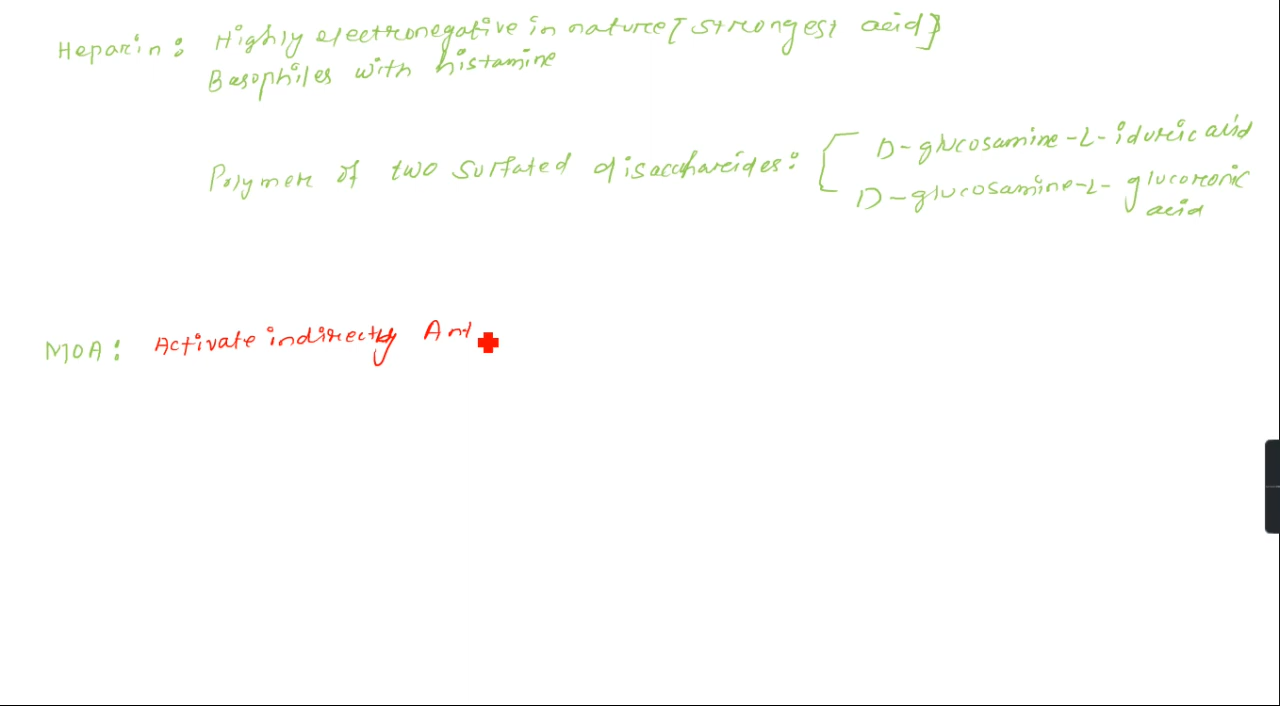 Heparin: Highly electronegative in nature [strongest acid]
Basophiles with histamine
Polymer of two sulfated disaccharides: D-glucosamine-L-iduric acid
D-glucosamine-L-glucoronic acid
MOA: Activate indirectly Ant